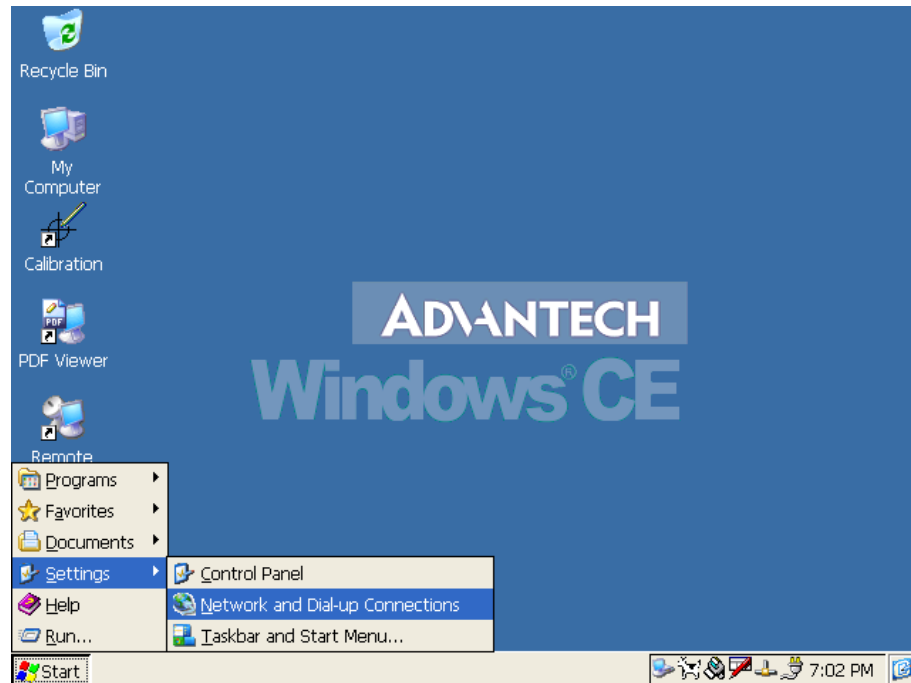 Recycle Bin
My
Computer
Calibration
PDF
PDF Viewer
Remote
ADVANTECH
Windows® CE
Programs
Favorites
Documents
Settings
Help
Run...
Control Panel
Network and Dial-up Connections
Taskbar and Start Menu...
Start
7:02 PM